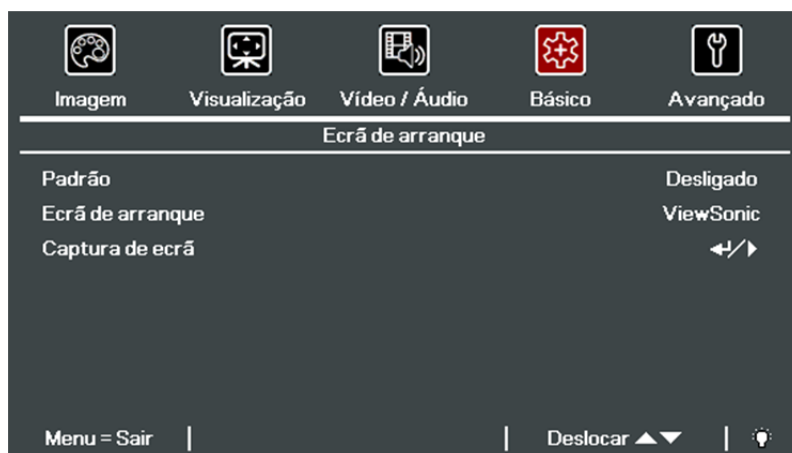 Imagem Visualização Vídeo / Áudio Básico Avançado
Ecrã de arranque
Padrão Desligado
Ecrã de arranque ViewSonic
Captura de ecrã
Menu = Sair Deslocar